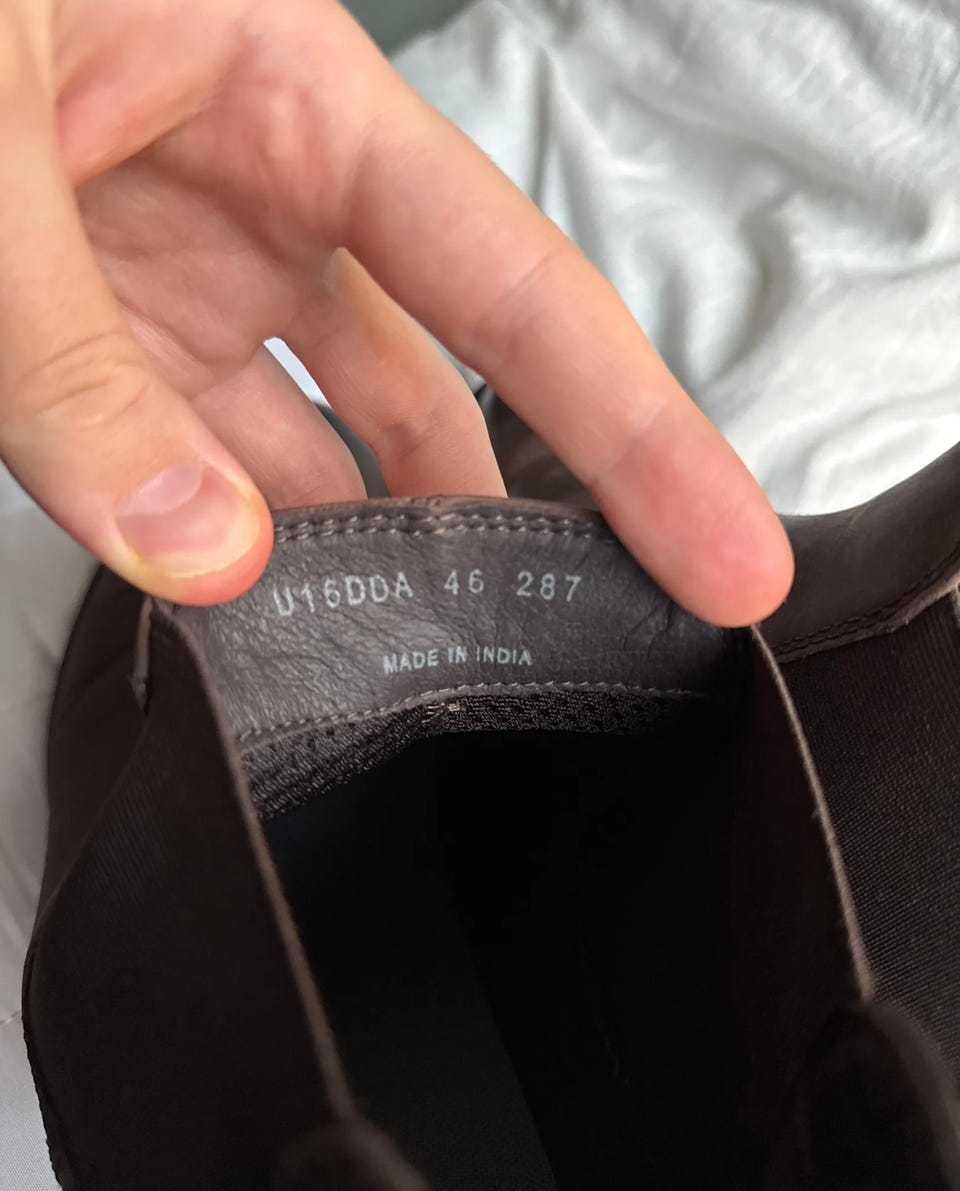 U16DDA 46 287
MADE IN INDIA